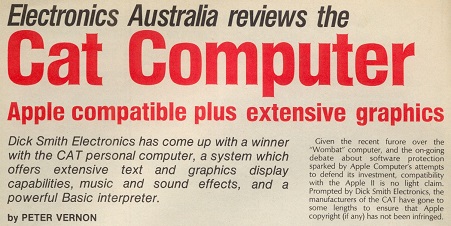 Electronics Australia reviews the
Cat Computer
Apple compatible plus extensive graphics
Dick Smith Electronics has come up with a winner
with the CAT personal computer, a system which
offers extensive text and graphics display
capabilities, music and sound effects, and a
powerful Basic interpreter.
by PETER VERNON
Given the recent furore over the
"Wombat" computer, and the on-going
debate about software protection
sparked by Apple Computer's attempts
to defend its investment, compatibility
with the Apple II is no light claim.
Prompted by Dick Smith Electronics, the
manufacturers of the CAT have gone to
some lengths to ensure that Apple
copyright (if any) has not been infringed.